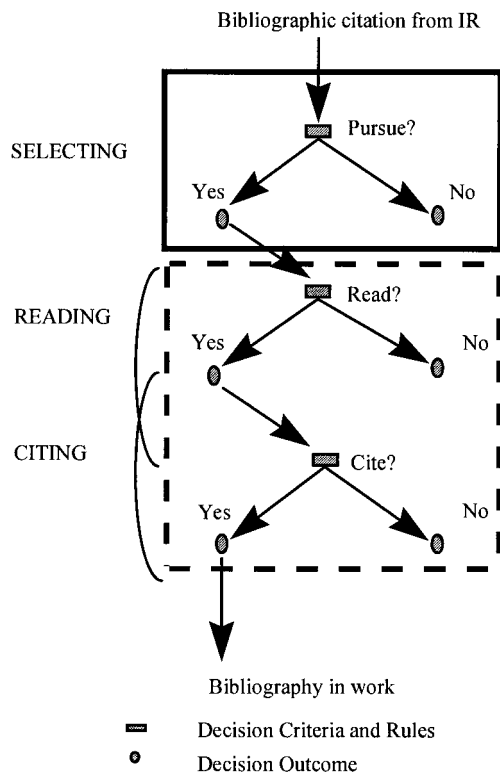 Bibliographic citation from IR
Pursue?
SELECTING
Yes
No
Read?
READING
Yes
No
CITING
Cite?
Yes
No
Bibliography in work
Decision Criteria and Rules
Decision Outcome